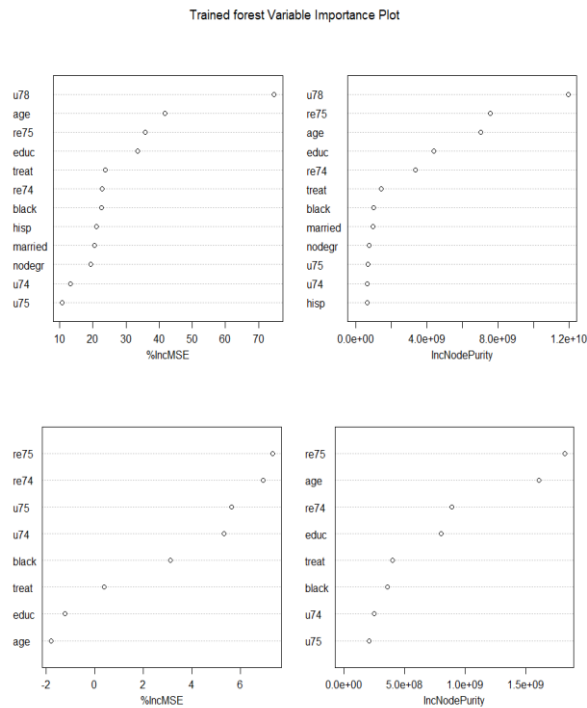 Trained forest Variable Importance Plot
u78
age
re75
educ
treat
re74
black
hisp
married
nodegr
u74
u75
10 20 30 40 50 60 70
%IncMSE
u78
re75
age
educ
re74
treat
black
married
nodegr
u75
u74
hisp
0.0e+00 4.0e+09 8.0e+09 1.2e+10
IncNodePurity
re75
re74
u75
u74
black
treat
educ
age
-2 0 2 4 6
%IncMSE
re75
age
re74
educ
treat
black
u74
u75
0.0e+00 5.0e+08 1.0e+09 1.5e+09
IncNodePurity